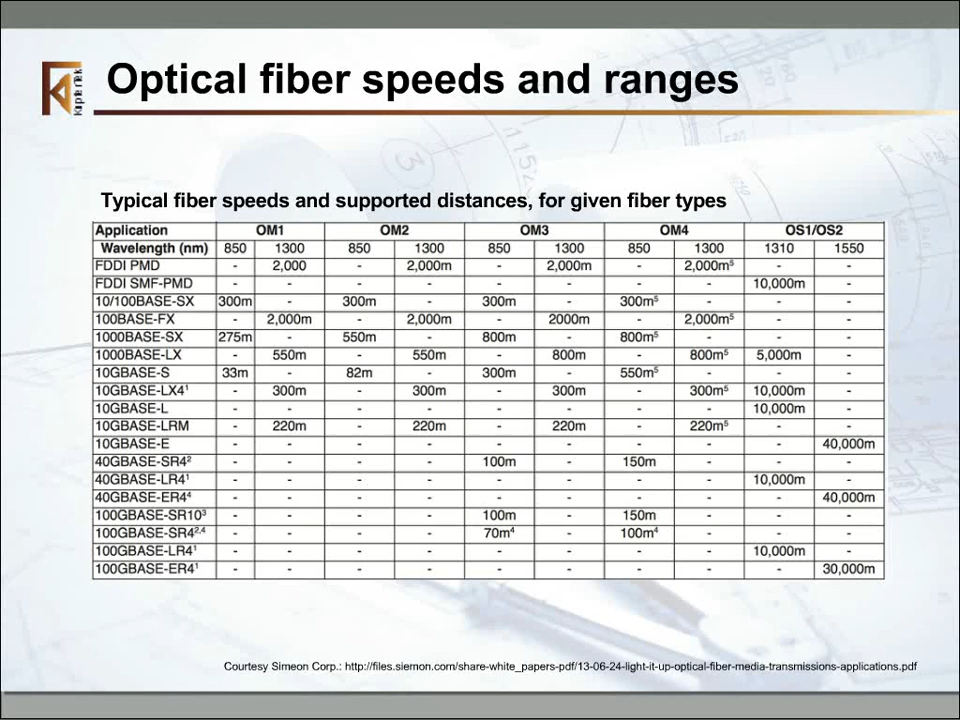 KaptenTek
Optical fiber speeds and ranges
Typical fiber speeds and supported distances, for given fiber types
Application OM1 OM2 OM3 OM4 OS1/OS2
Wavelength (nm) 850 1300 850 1300 850 1300 850 1300 1310 1550
FDDI PMD - 2,000 - 2,000m - 2,000m - 2,000m⁵ - -
FDDI SMF-PMD - - - - - - - - 10,000m -
10/100BASE-SX 300m - 300m - 300m - 300m⁵ - - -
100BASE-FX - 2,000m - 2,000m - 2000m - 2,000m⁵ - -
1000BASE-SX 275m - 550m - 800m - 800m⁵ - - -
1000BASE-LX - 550m - 550m - 800m - 800m⁵ 5,000m -
10GBASE-S 33m - 82m - 300m - 550m⁵ - - -
10GBASE-LX4¹ - 300m - 300m - 300m - 300m⁵ 10,000m -
10GBASE-L - - - - - - - - 10,000m -
10GBASE-LRM - 220m - 220m - 220m - 220m⁵ - -
10GBASE-E - - - - - - - - - 40,000m
40GBASE-SR4² - - - - 100m - 150m - - -
40GBASE-LR4¹ - - - - - - - - 10,000m -
40GBASE-ER4⁴ - - - - - - - - - 40,000m
100GBASE-SR10³ - - - - 100m - 150m - - -
100GBASE-SR4²,⁴ - - - - 70m⁴ - 100m⁴ - - -
100GBASE-LR4¹ - - - - - - - - 10,000m -
100GBASE-ER4¹ - - - - - - - - - 30,000m
Courtesy Simeon Corp.: http://files.siemon.com/share-white_papers-pdf/13-06-24-light-it-up-optical-fiber-media-transmissions-applications.pdf